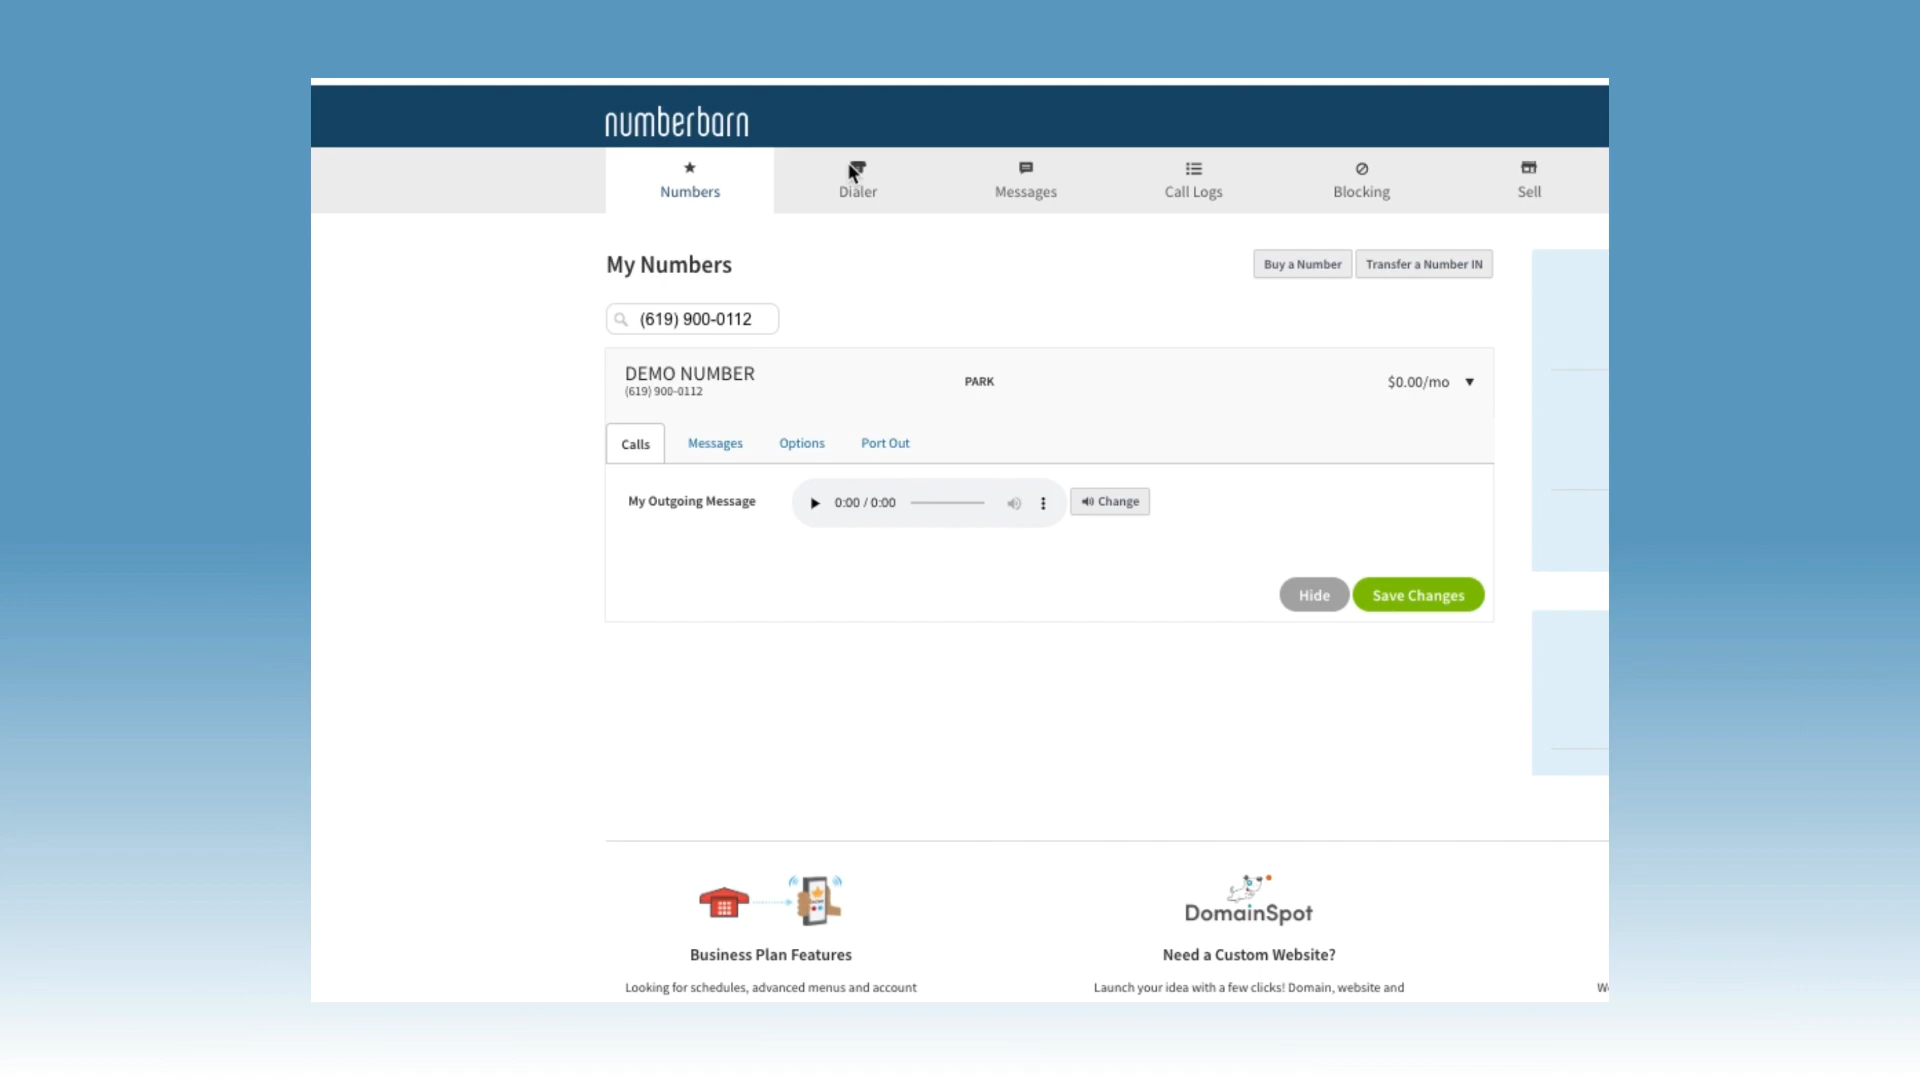 numberbarn
Numbers
Dialer
Messages
Call Logs
Blocking
Sell
My Numbers
Buy a Number
Transfer a Number IN
(619) 900-0112
DEMO NUMBER
(619) 900-0112
PARK
$0.00/mo
Calls
Messages
Options
Port Out
My Outgoing Message
0:00 / 0:00
Change
Hide
Save Changes
DomainSpot
Business Plan Features
Need a Custom Website?
Looking for schedules, advanced menus and account
Launch your idea with a few clicks! Domain, website and